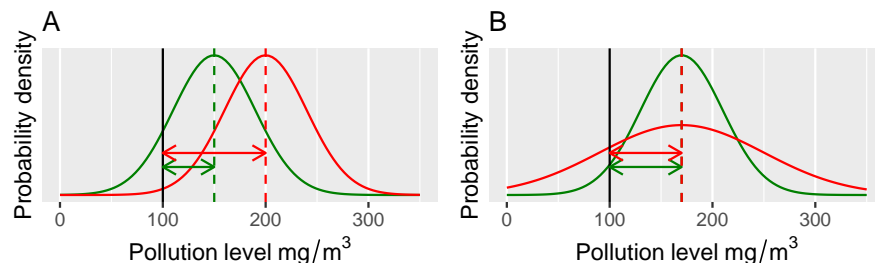 A
Probability density
0 100 200 300
Pollution level mg/m³
B
Probability density
0 100 200 300
Pollution level mg/m³